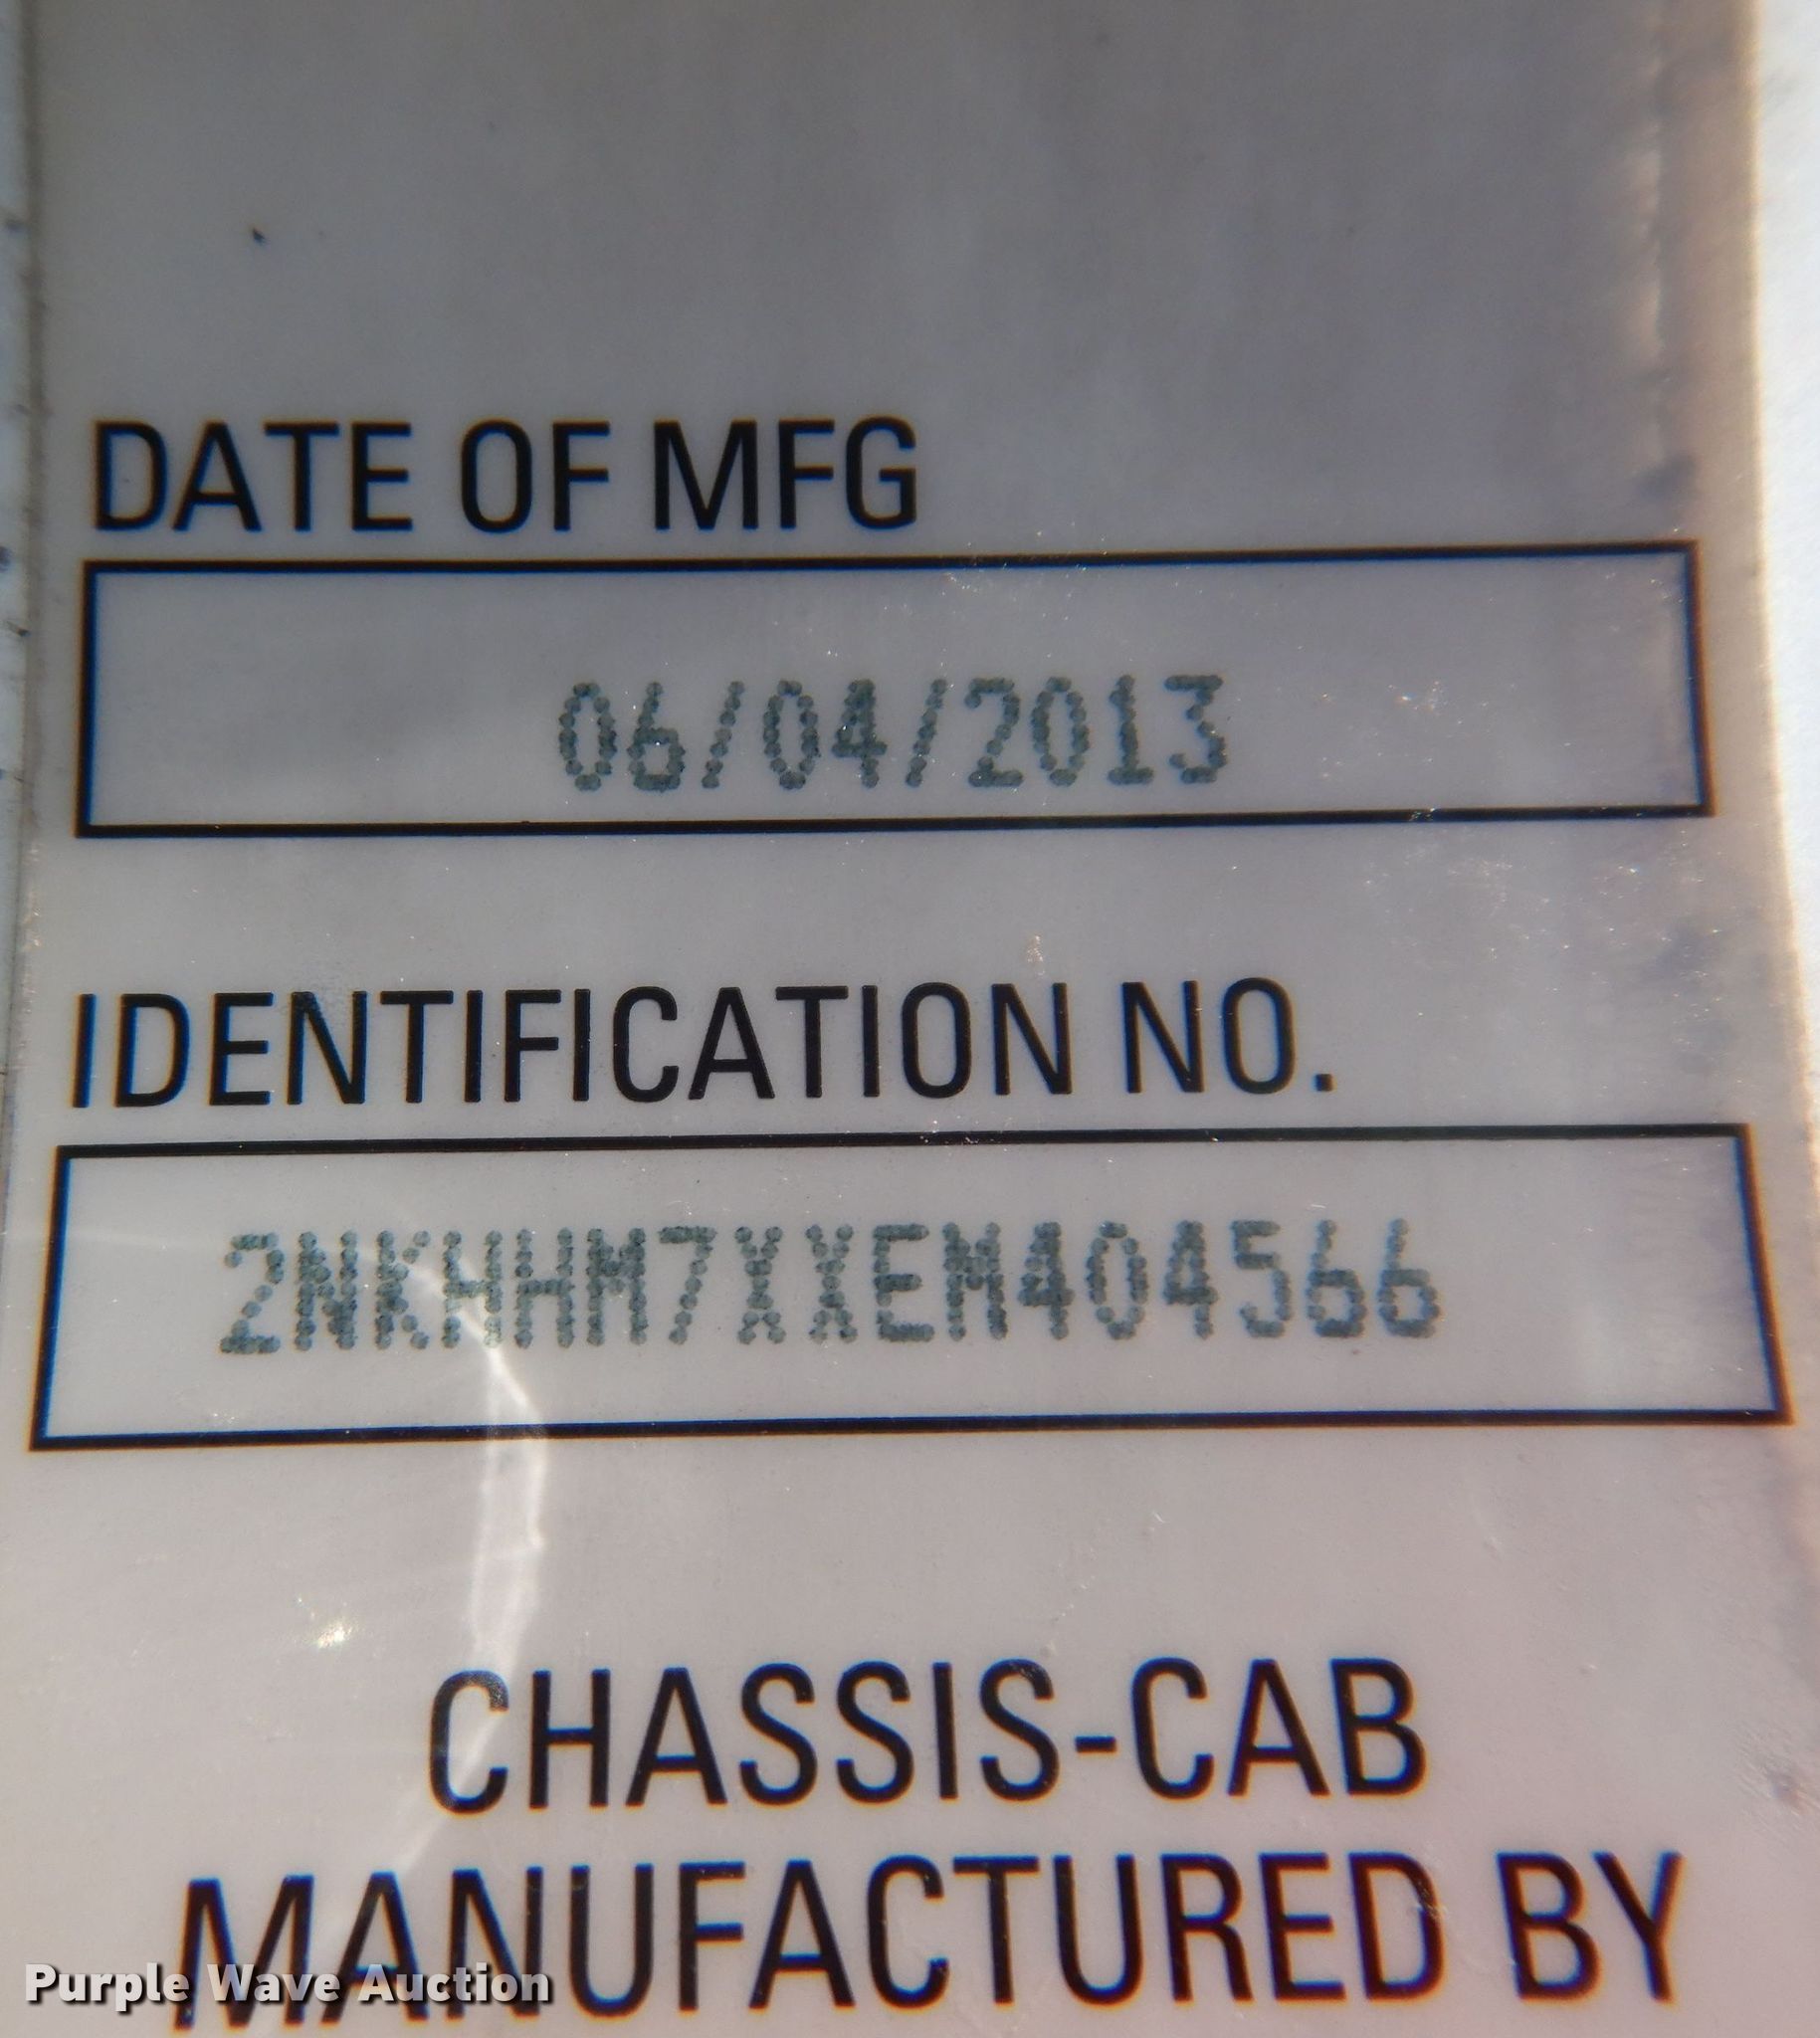 DATE OF MFG
06/04/2013
IDENTIFICATION NO.
2NKHHM7XXEM404566
CHASSIS-CAB
MANUFACTURED BY
Purple Wave Auction